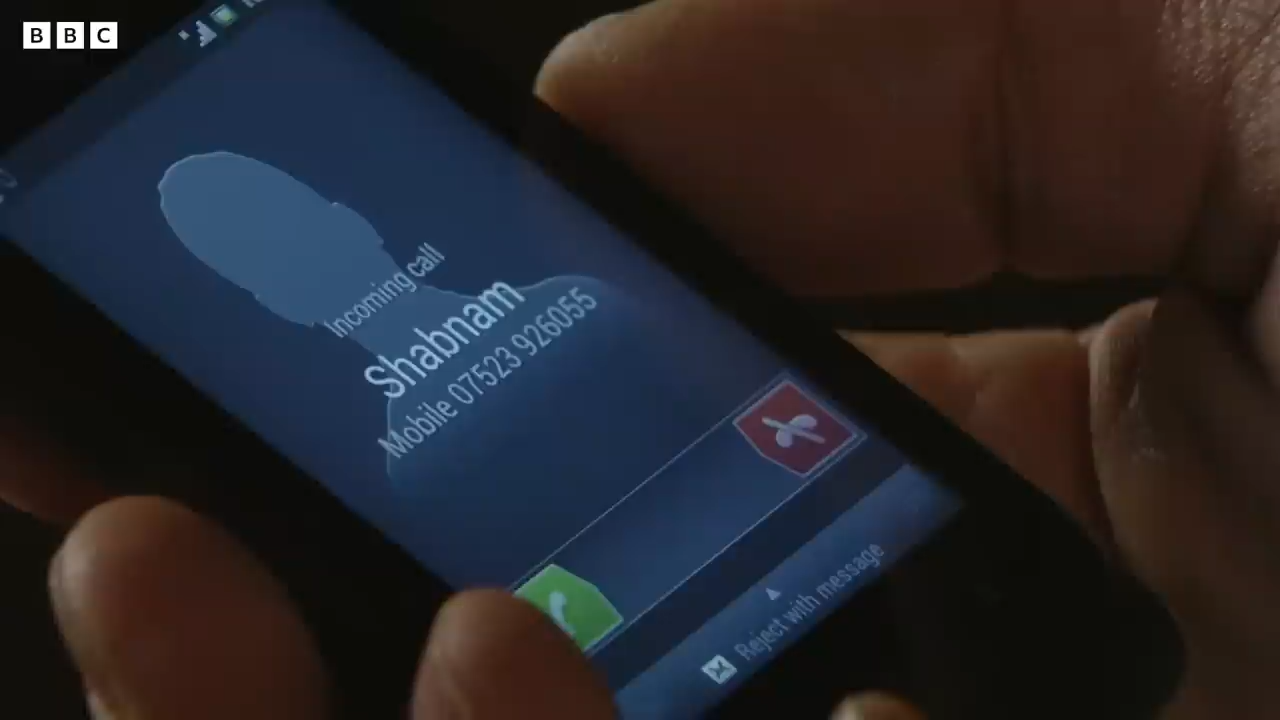 BBC
Incoming call
Shabnam
Mobile 07523 926055
Reject with message